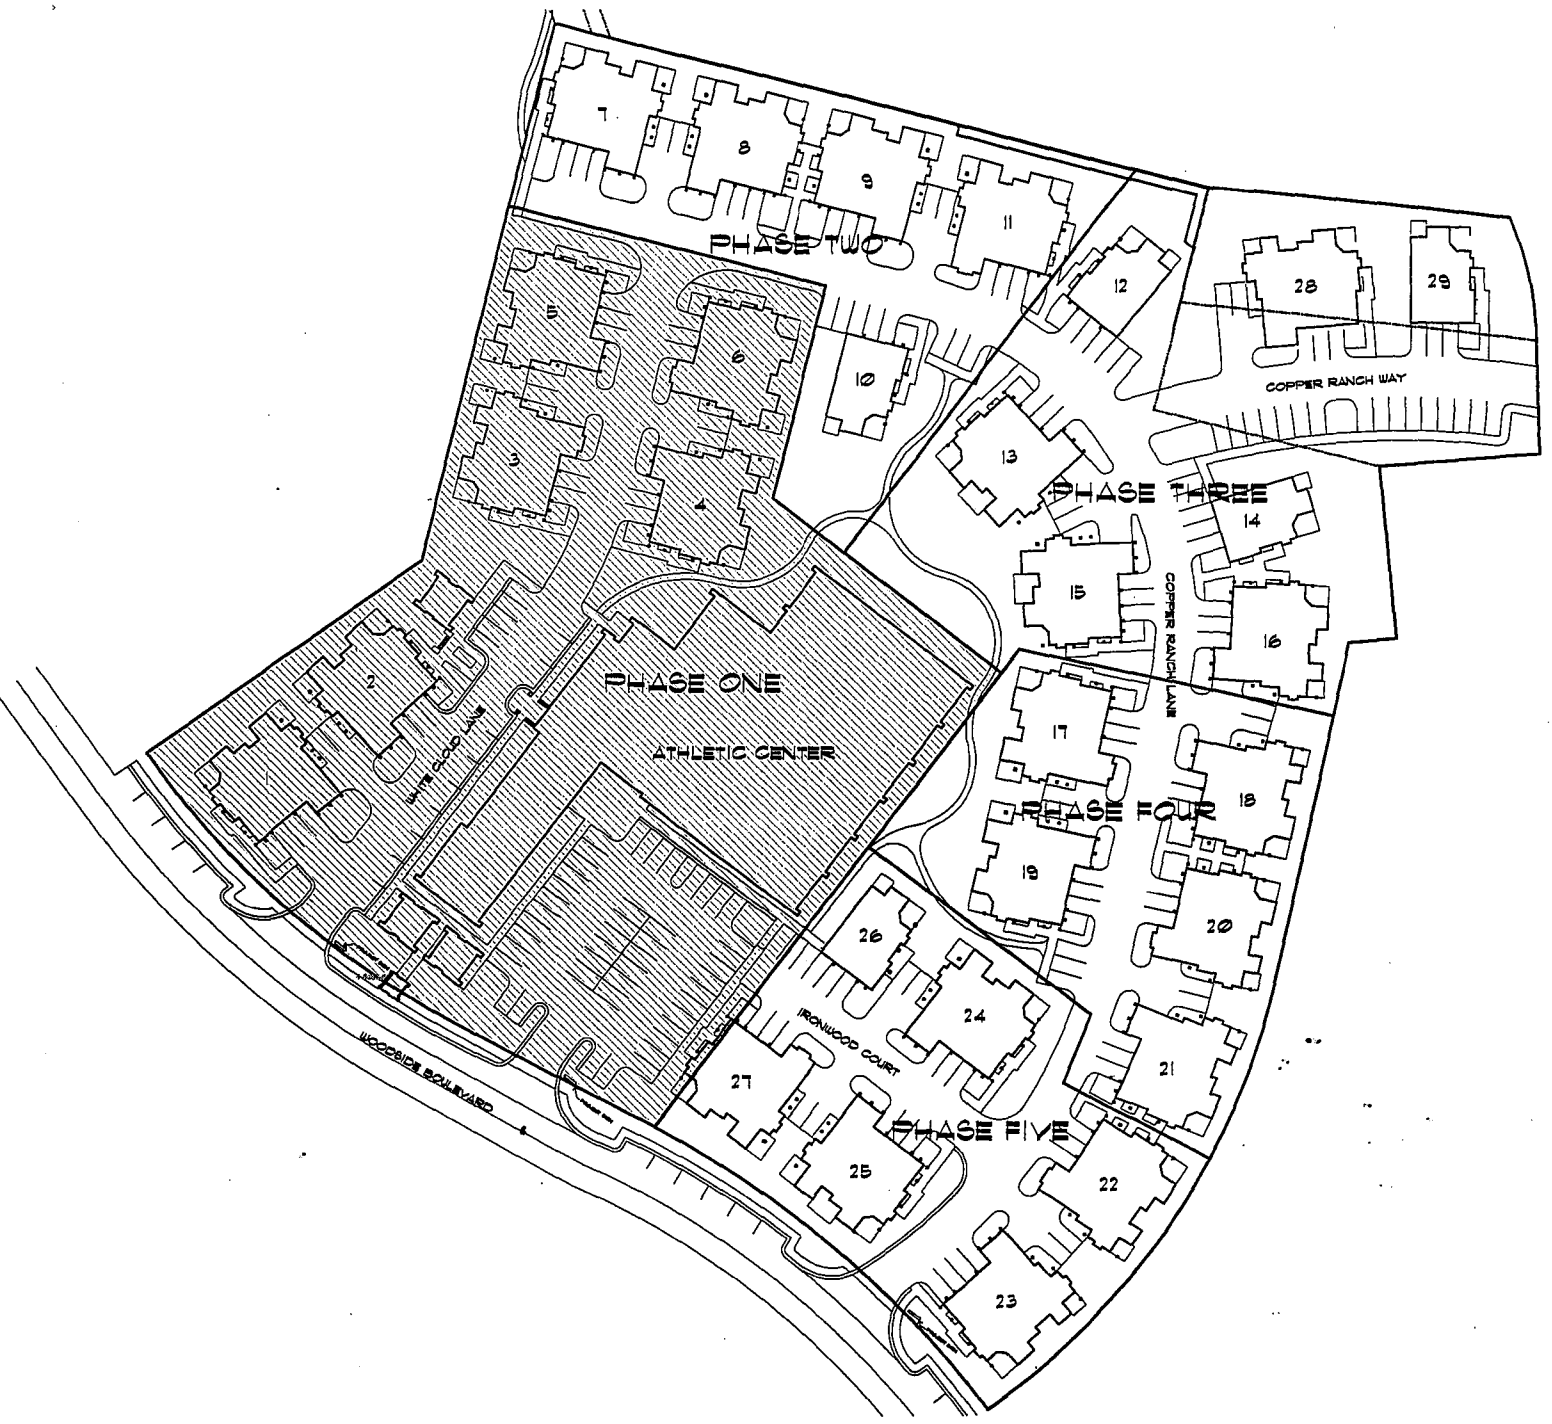 7
8
9
11
PHASE TWO
12
28
29
5
6
10
COPPER RANCH WAY
3
4
13
PHASE THREE
14
15
COPPER RANCH LANE
16
2
PHASE ONE
1
WHITE CLOUD LANE
ATHLETIC CENTER
17
18
PHASE FOUR
19
20
26
24
IRONWOOD COURT
21
27
WOODSIDE BOULEVARD
PHASE FIVE
25
22
23